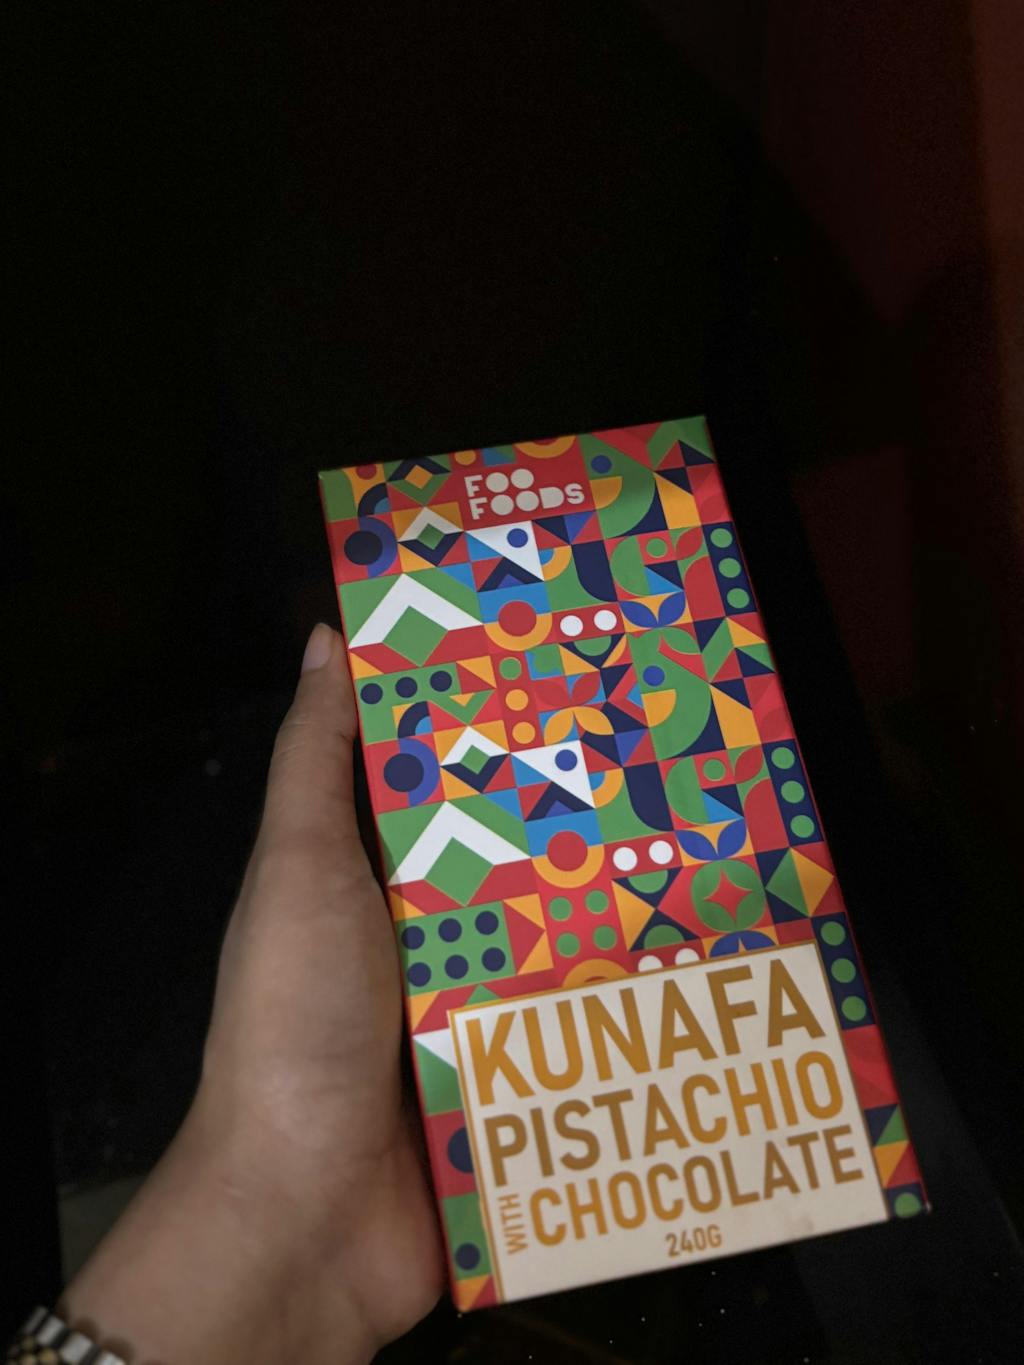 FOO
FOODS
KUNAFA
PISTACHIO
WITH CHOCOLATE
240G